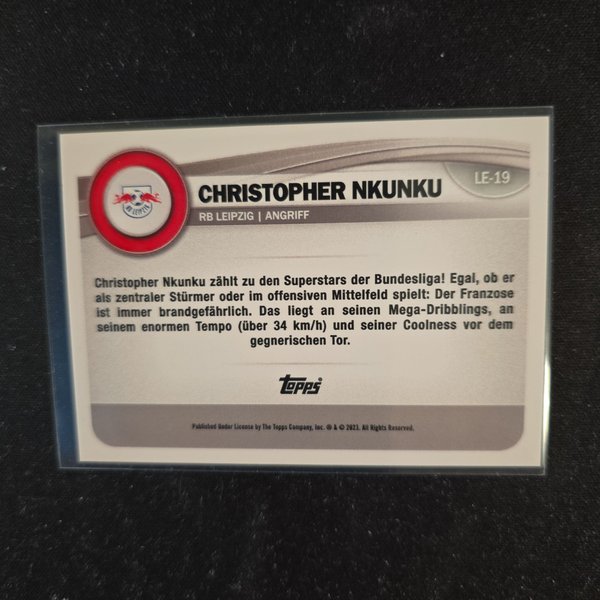 CHRISTOPHER NKUNKU
LE-19
RB LEIPZIG | ANGRIFF
RB LEIPZIG
Christopher Nkunku zählt zu den Superstars der Bundesliga! Egal, ob er
als zentraler Stürmer oder im offensiven Mittelfeld spielt: Der Franzose
ist immer brandgefährlich. Das liegt an seinen Mega-Dribblings, an
seinem enormen Tempo (über 34 km/h) und seiner Coolness vor dem
gegnerischen Tor.
topps
Published Under License by The Topps Company, Inc. ® & © 2023. All Rights Reserved.